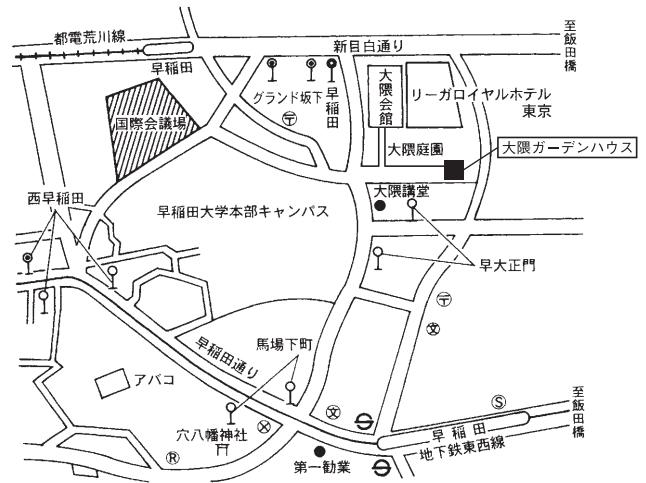 都電荒川線
新目白通り
至飯田橋
早稲田
グランド坂下
早稲田
大隈会館
リーガロイヤルホテル
東京
国際会議場
大隈庭園
大隈ガーデンハウス
西早稲田
早稲田大学本部キャンパス
大隈講堂
早大正門
〒
〒
文
馬場下町
早稲田通り
アバコ
穴八幡神社
文
S
R
早稲田
地下鉄東西線
至飯田橋
第一勧業